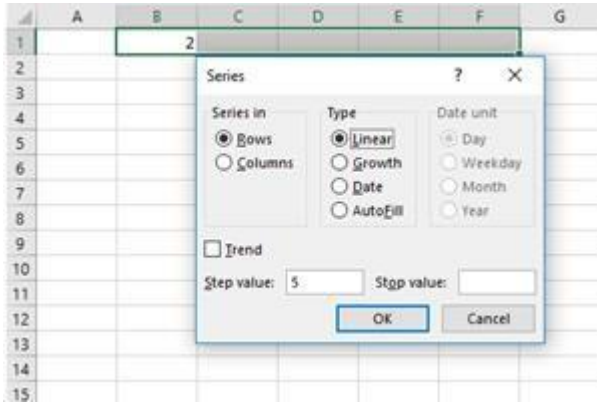 A B C D E F G
1 2
2
3
4
5
6
7
8
9
10
11
12
13
14
15
Series ? X
Series in Type Date unit
Rows Linear Day
Columns Growth Weekday
Date Month
AutoFill Year
Trend
Step value: 5 Stop value:
OK Cancel